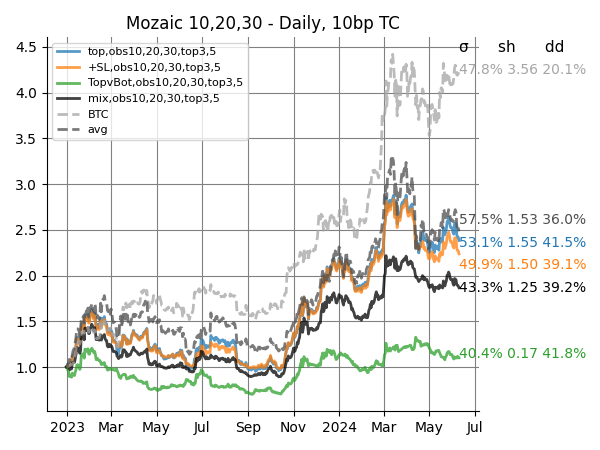 Mozaic 10,20,30 - Daily, 10bp TC
σ sh dd
top,obs10,20,30,top3,5
+SL,obs10,20,30,top3,5
TopvBot,obs10,20,30,top3,5
mix,obs10,20,30,top3,5
BTC
avg
4.5
4.0
3.5
3.0
2.5
2.0
1.5
1.0
47.8% 3.56 20.1%
57.5% 1.53 36.0%
53.1% 1.55 41.5%
49.9% 1.50 39.1%
43.3% 1.25 39.2%
40.4% 0.17 41.8%
2023 Mar May Jul Sep Nov 2024 Mar May Jul